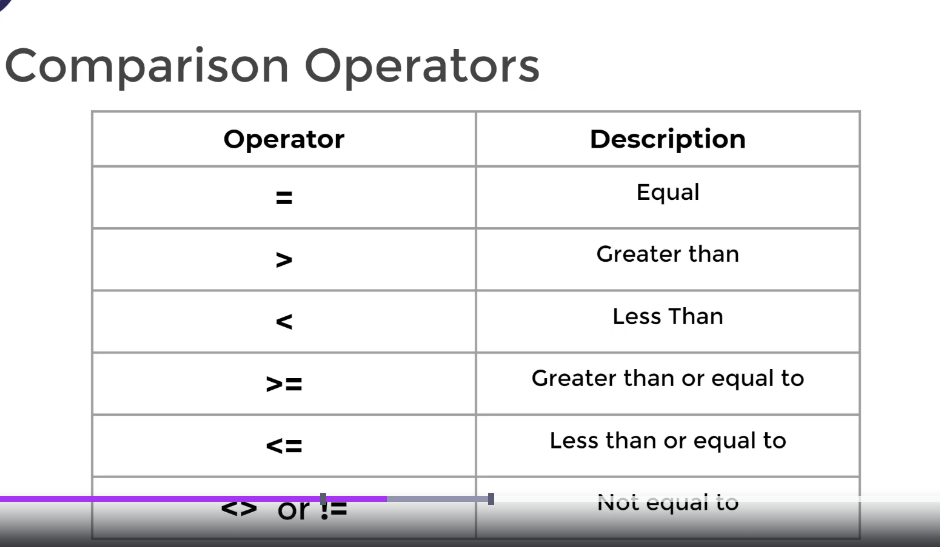 Comparison Operators
Operator Description
= Equal
> Greater than
< Less Than
>= Greater than or equal to
<= Less than or equal to
<> or != Not equal to